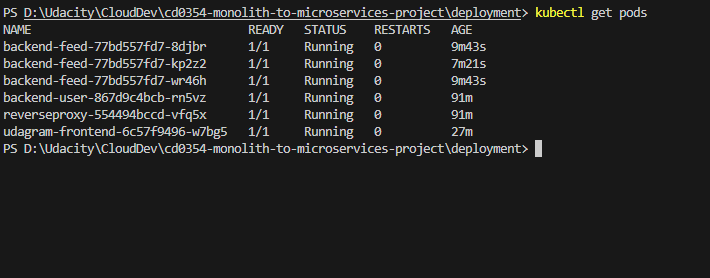 PS D:\Udacity\CloudDev\cd0354-monolith-to-microservices-project\deployment> kubectl get pods
NAME                                READY   STATUS    RESTARTS   AGE
backend-feed-77bd557fd7-8djbr       1/1     Running   0          9m43s
backend-feed-77bd557fd7-kp2z2       1/1     Running   0          7m21s
backend-feed-77bd557fd7-wr46h       1/1     Running   0          9m43s
backend-user-867d9c4bcb-rn5vz       1/1     Running   0          91m
reverseproxy-554494bccd-vfq5x       1/1     Running   0          91m
udagram-frontend-6c57f9496-w7bg5    1/1     Running   0          27m
PS D:\Udacity\CloudDev\cd0354-monolith-to-microservices-project\deployment>